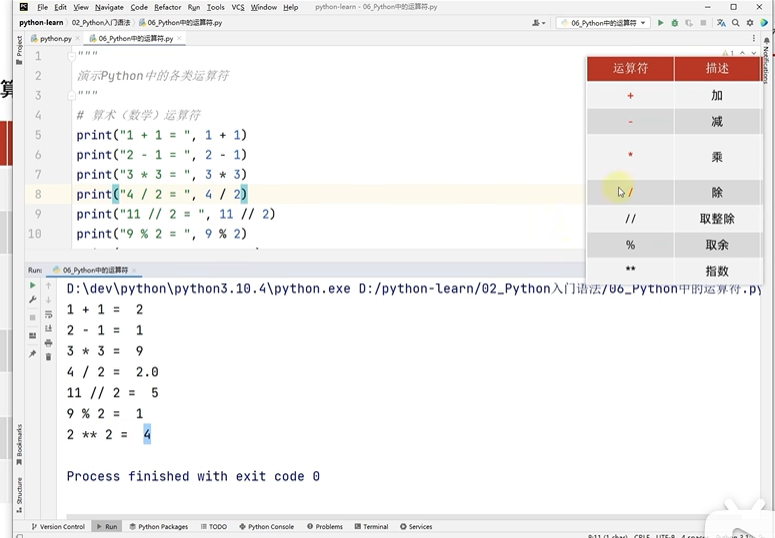 File Edit View Navigate Code Refactor Run Tools VCS Window Help python-learn - 06_Python中的运算符.py
python-learn 02_Python入门语法 06_Python中的运算符.py
06_Python中的运算符
Project
python.py
06_Python中的运算符.py
Notifications
1 """
2 演示Python中的各类运算符
3 """
4 # 算术（数学）运算符
5 print("1 + 1 = ", 1 + 1)
6 print("2 - 1 = ", 2 - 1)
7 print("3 * 3 = ", 3 * 3)
8 print("4 / 2 = ", 4 / 2)
9 print("11 // 2 = ", 11 // 2)
10 print("9 % 2 = ", 9 % 2)
运算符 描述
+ 加
- 减
* 乘
/ 除
// 取整除
% 取余
** 指数
Run: 06_Python中的运算符
D:\dev\python\python3.10.4\python.exe D:/python-learn/02_Python入门语法/06_Python中的运算符.py
1 + 1 = 2
2 - 1 = 1
3 * 3 = 9
4 / 2 = 2.0
11 // 2 = 5
9 % 2 = 1
2 ** 2 = 4
Process finished with exit code 0
Bookmarks
Structure
Version Control Run Python Packages TODO Python Console Problems Terminal Services